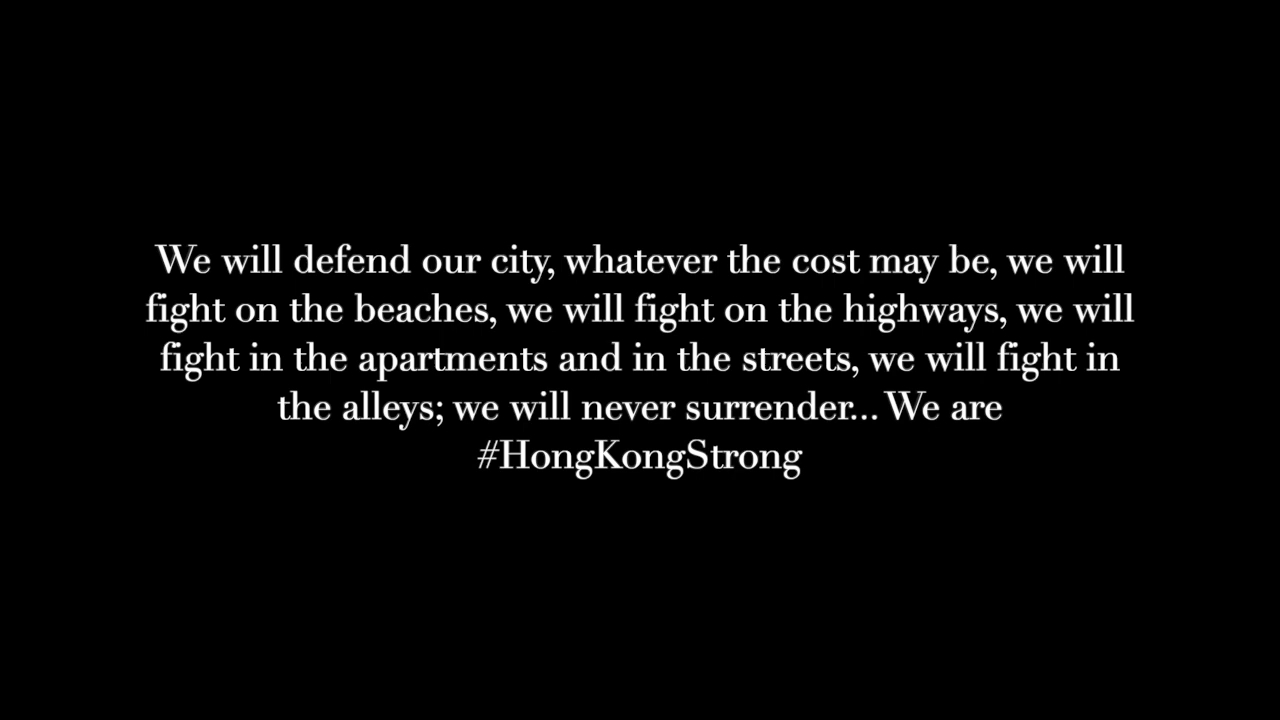 We will defend our city, whatever the cost may be, we will
fight on the beaches, we will fight on the highways, we will
fight in the apartments and in the streets, we will fight in
the alleys; we will never surrender... We are
#HongKongStrong